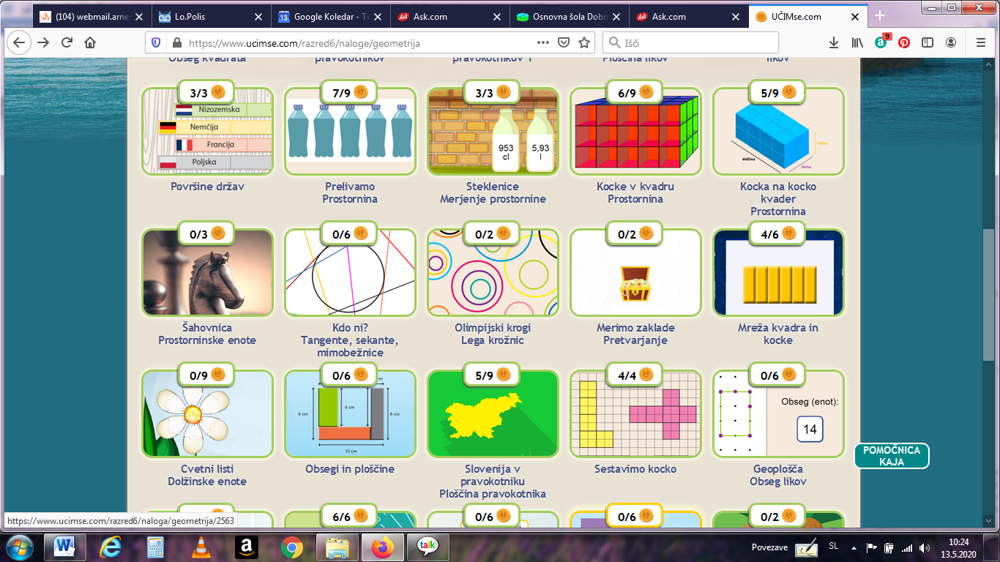 (104) webmail.arnes
Lo.Polis
Google Koledar - Te
Ask.com
Osnovna šola Dobr
Ask.com
UČIMse.com
https://www.ucimse.com/razred6/naloge/geometrija
Išči
9
Obseg kvadrata
pravokotnikov
pravokotnikov 1
Ploščina likov
likov
3/3
7/9
3/3
6/9
5/9
Nizozemska
Nemčija
Francija
Poljska
953
cl
5,93
l
dolžina
širina
višina
Površine držav
Prelivamo
Prostornina
Steklenice
Merjenje prostornine
Kocke v kvadru
Prostornina
Kocka na kocko
kvader
Prostornina
0/3
0/6
0/2
0/2
4/6
Šahovnica
Prostorninske enote
Kdo ni?
Tangente, sekante,
mimobežnice
Olimpijski krogi
Lega krožnic
Merimo zaklade
Pretvarjanje
Mreža kvadra in
kocke
0/9
0/6
5/9
4/4
0/6
cm
8 cm
6 cm
8 cm
10 cm
Obseg (enot):
14
Cvetni listi
Dolžinske enote
Obsegi in ploščine
Slovenija v
pravokotniku
Ploščina pravokotnika
Sestavimo kocko
Geoplošča
Obseg likov
POMOČNICA
KAJA
6/6
0/6
0/6
0/2
https://www.ucimse.com/razred6/naloga/geometrija/2563
talk
Povezave
SL
10:24
13.5.2020